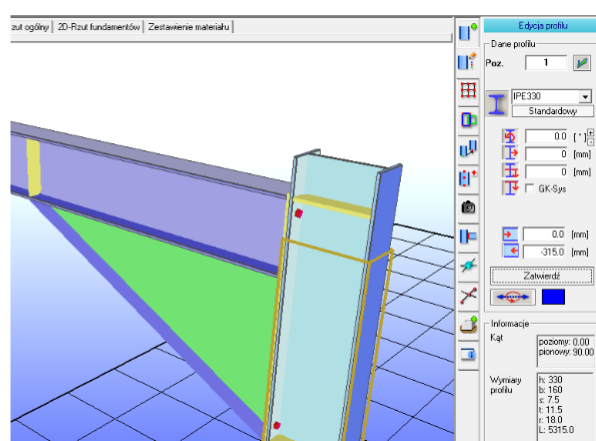 zut ogólny | 2D-Rzut fundamentów | Zestawienie materiału
Edycja profilu
Dane profilu
Poz. 1
IPE330
Standardowy
0.0 [°]
0 [mm]
0 [mm]
GK-Sys
0.0 [mm]
-315.0 [mm]
Zatwierdź
Informacje
Kąt
poziomy: 0.00
pionowy: 90.00
Wymiary profilu
h: 330
b: 160
s: 7.5
t: 11.5
r: 18.0
L: 5315.0